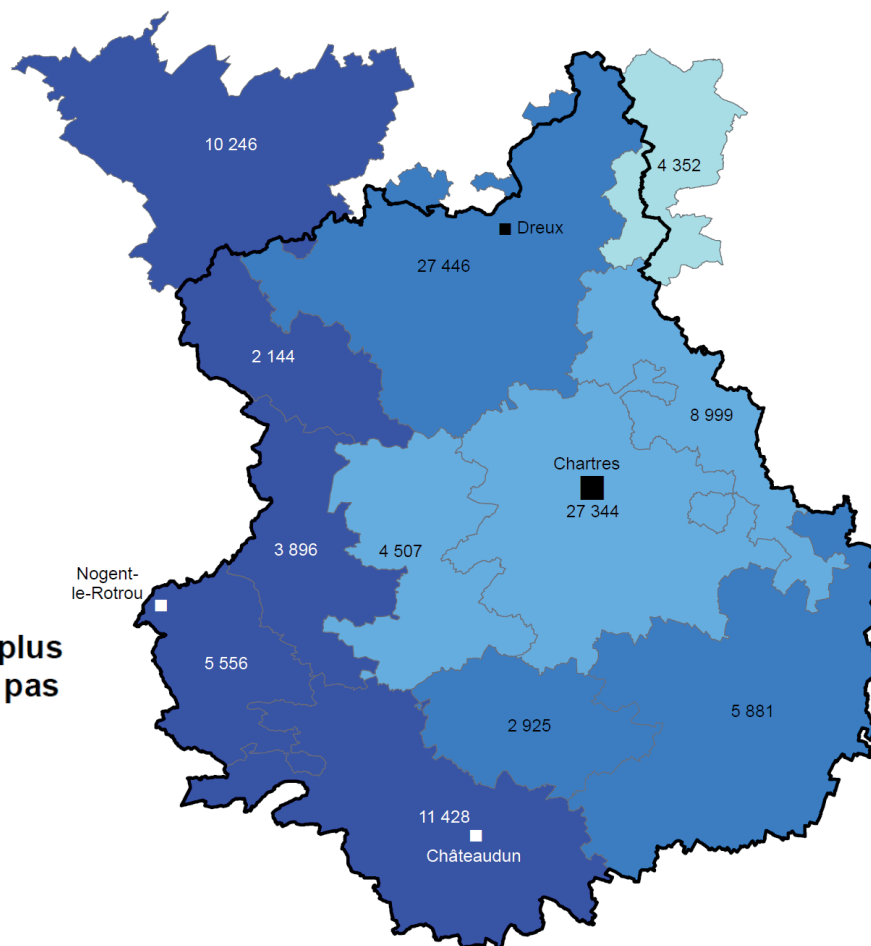 10 246
4 352
Dreux
27 446
2 144
8 999
Chartres
27 344
3 896
4 507
Nogent-
le-Rotrou
plus
pas
5 556
5 881
2 925
11 428
Châteaudun